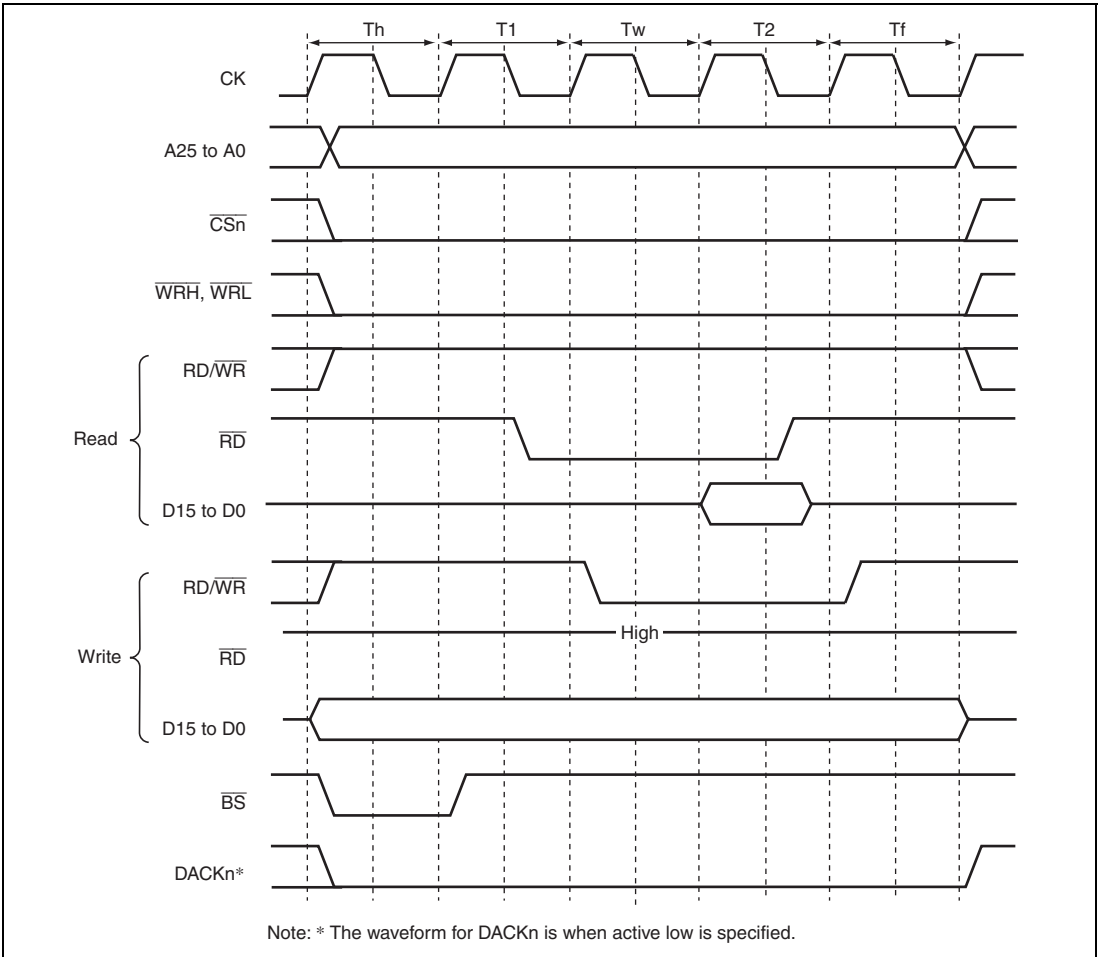 Th T1 Tw T2 Tf
CK
A25 to A0
CSn
WRH, WRL
Read
RD/WR
RD
D15 to D0
Write
RD/WR
High
RD
D15 to D0
BS
DACKn*
Note: * The waveform for DACKn is when active low is specified.